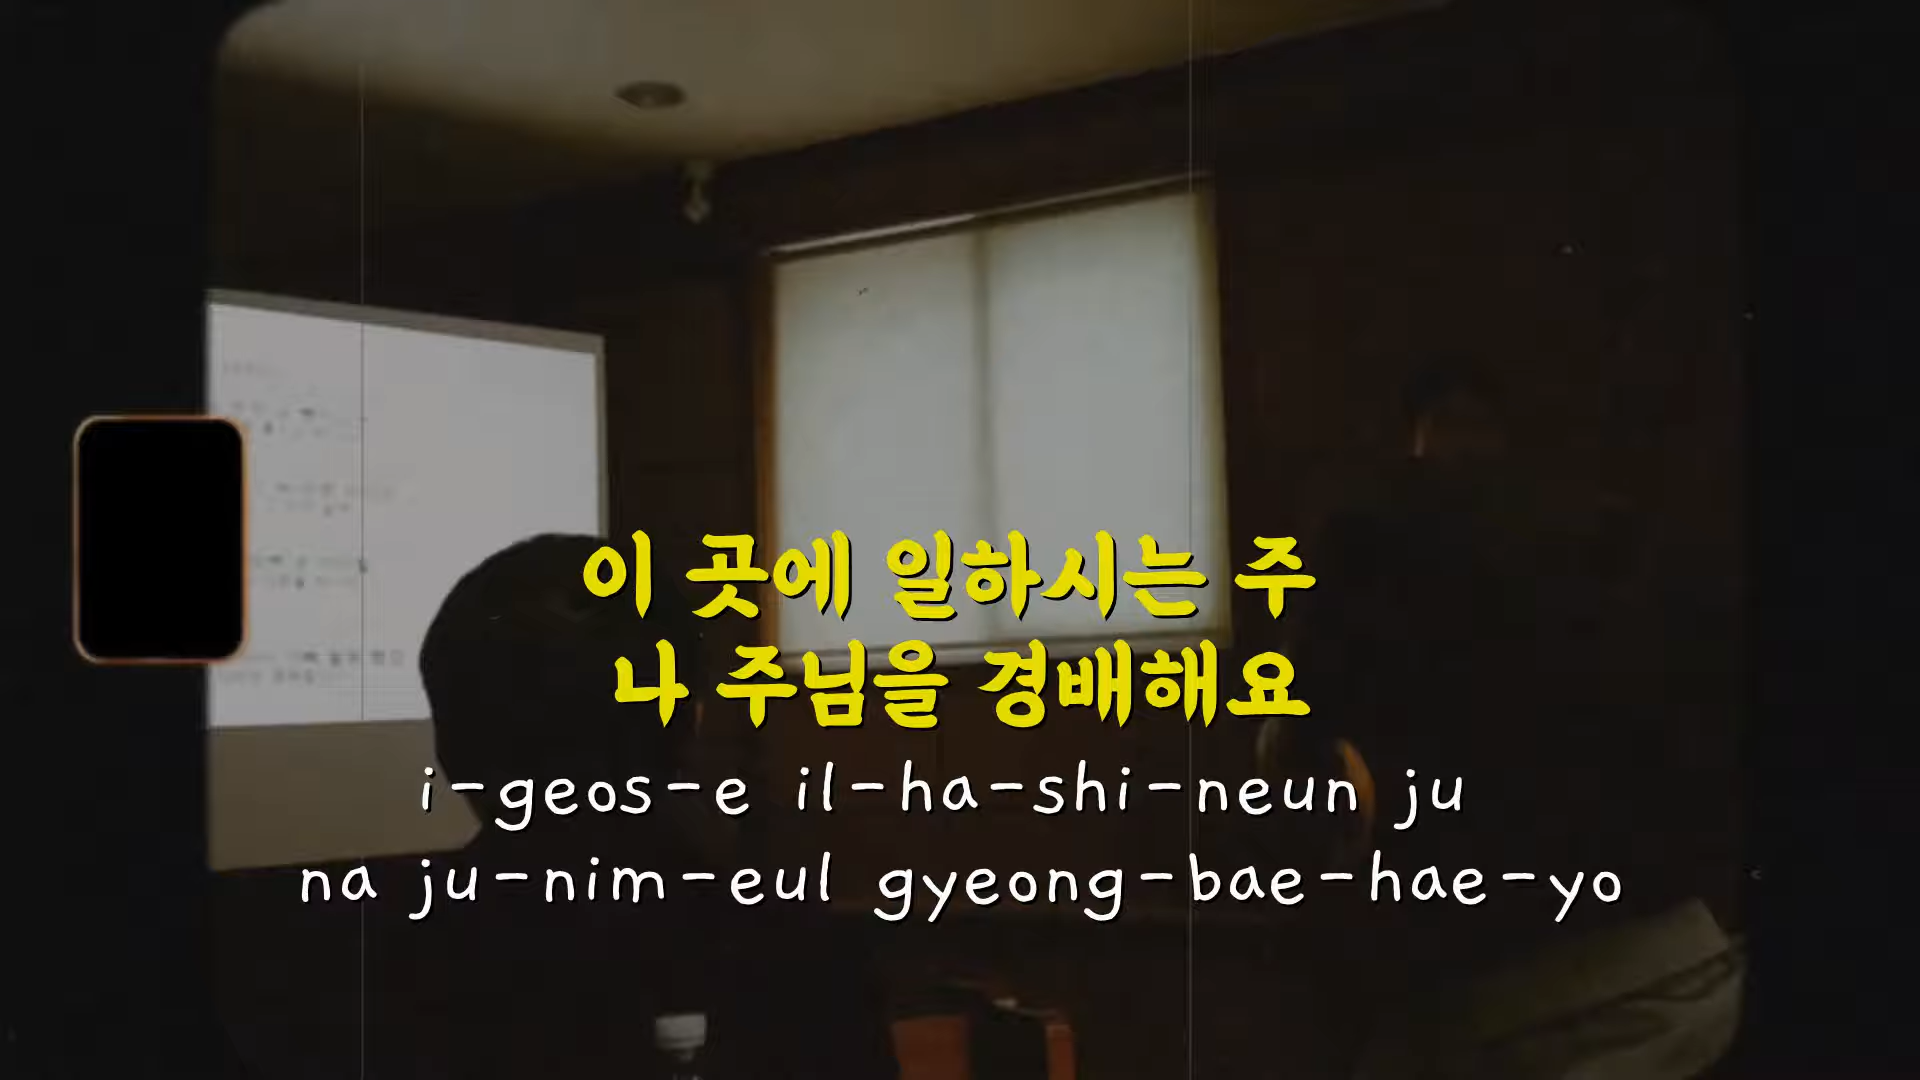 이 곳에 일하시는 주
나 주님을 경배해요
i-geos-e il-ha-shi-neun ju
na ju-nim-eul gyeong-bae-hae-yo